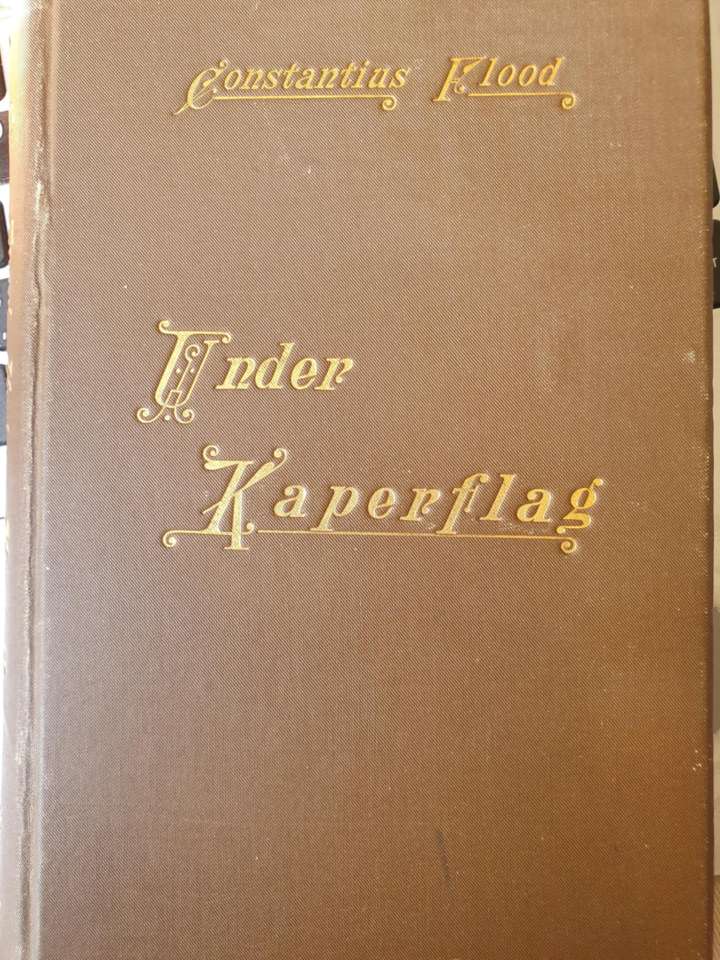 Constantius Flood
Under
Kaperflag